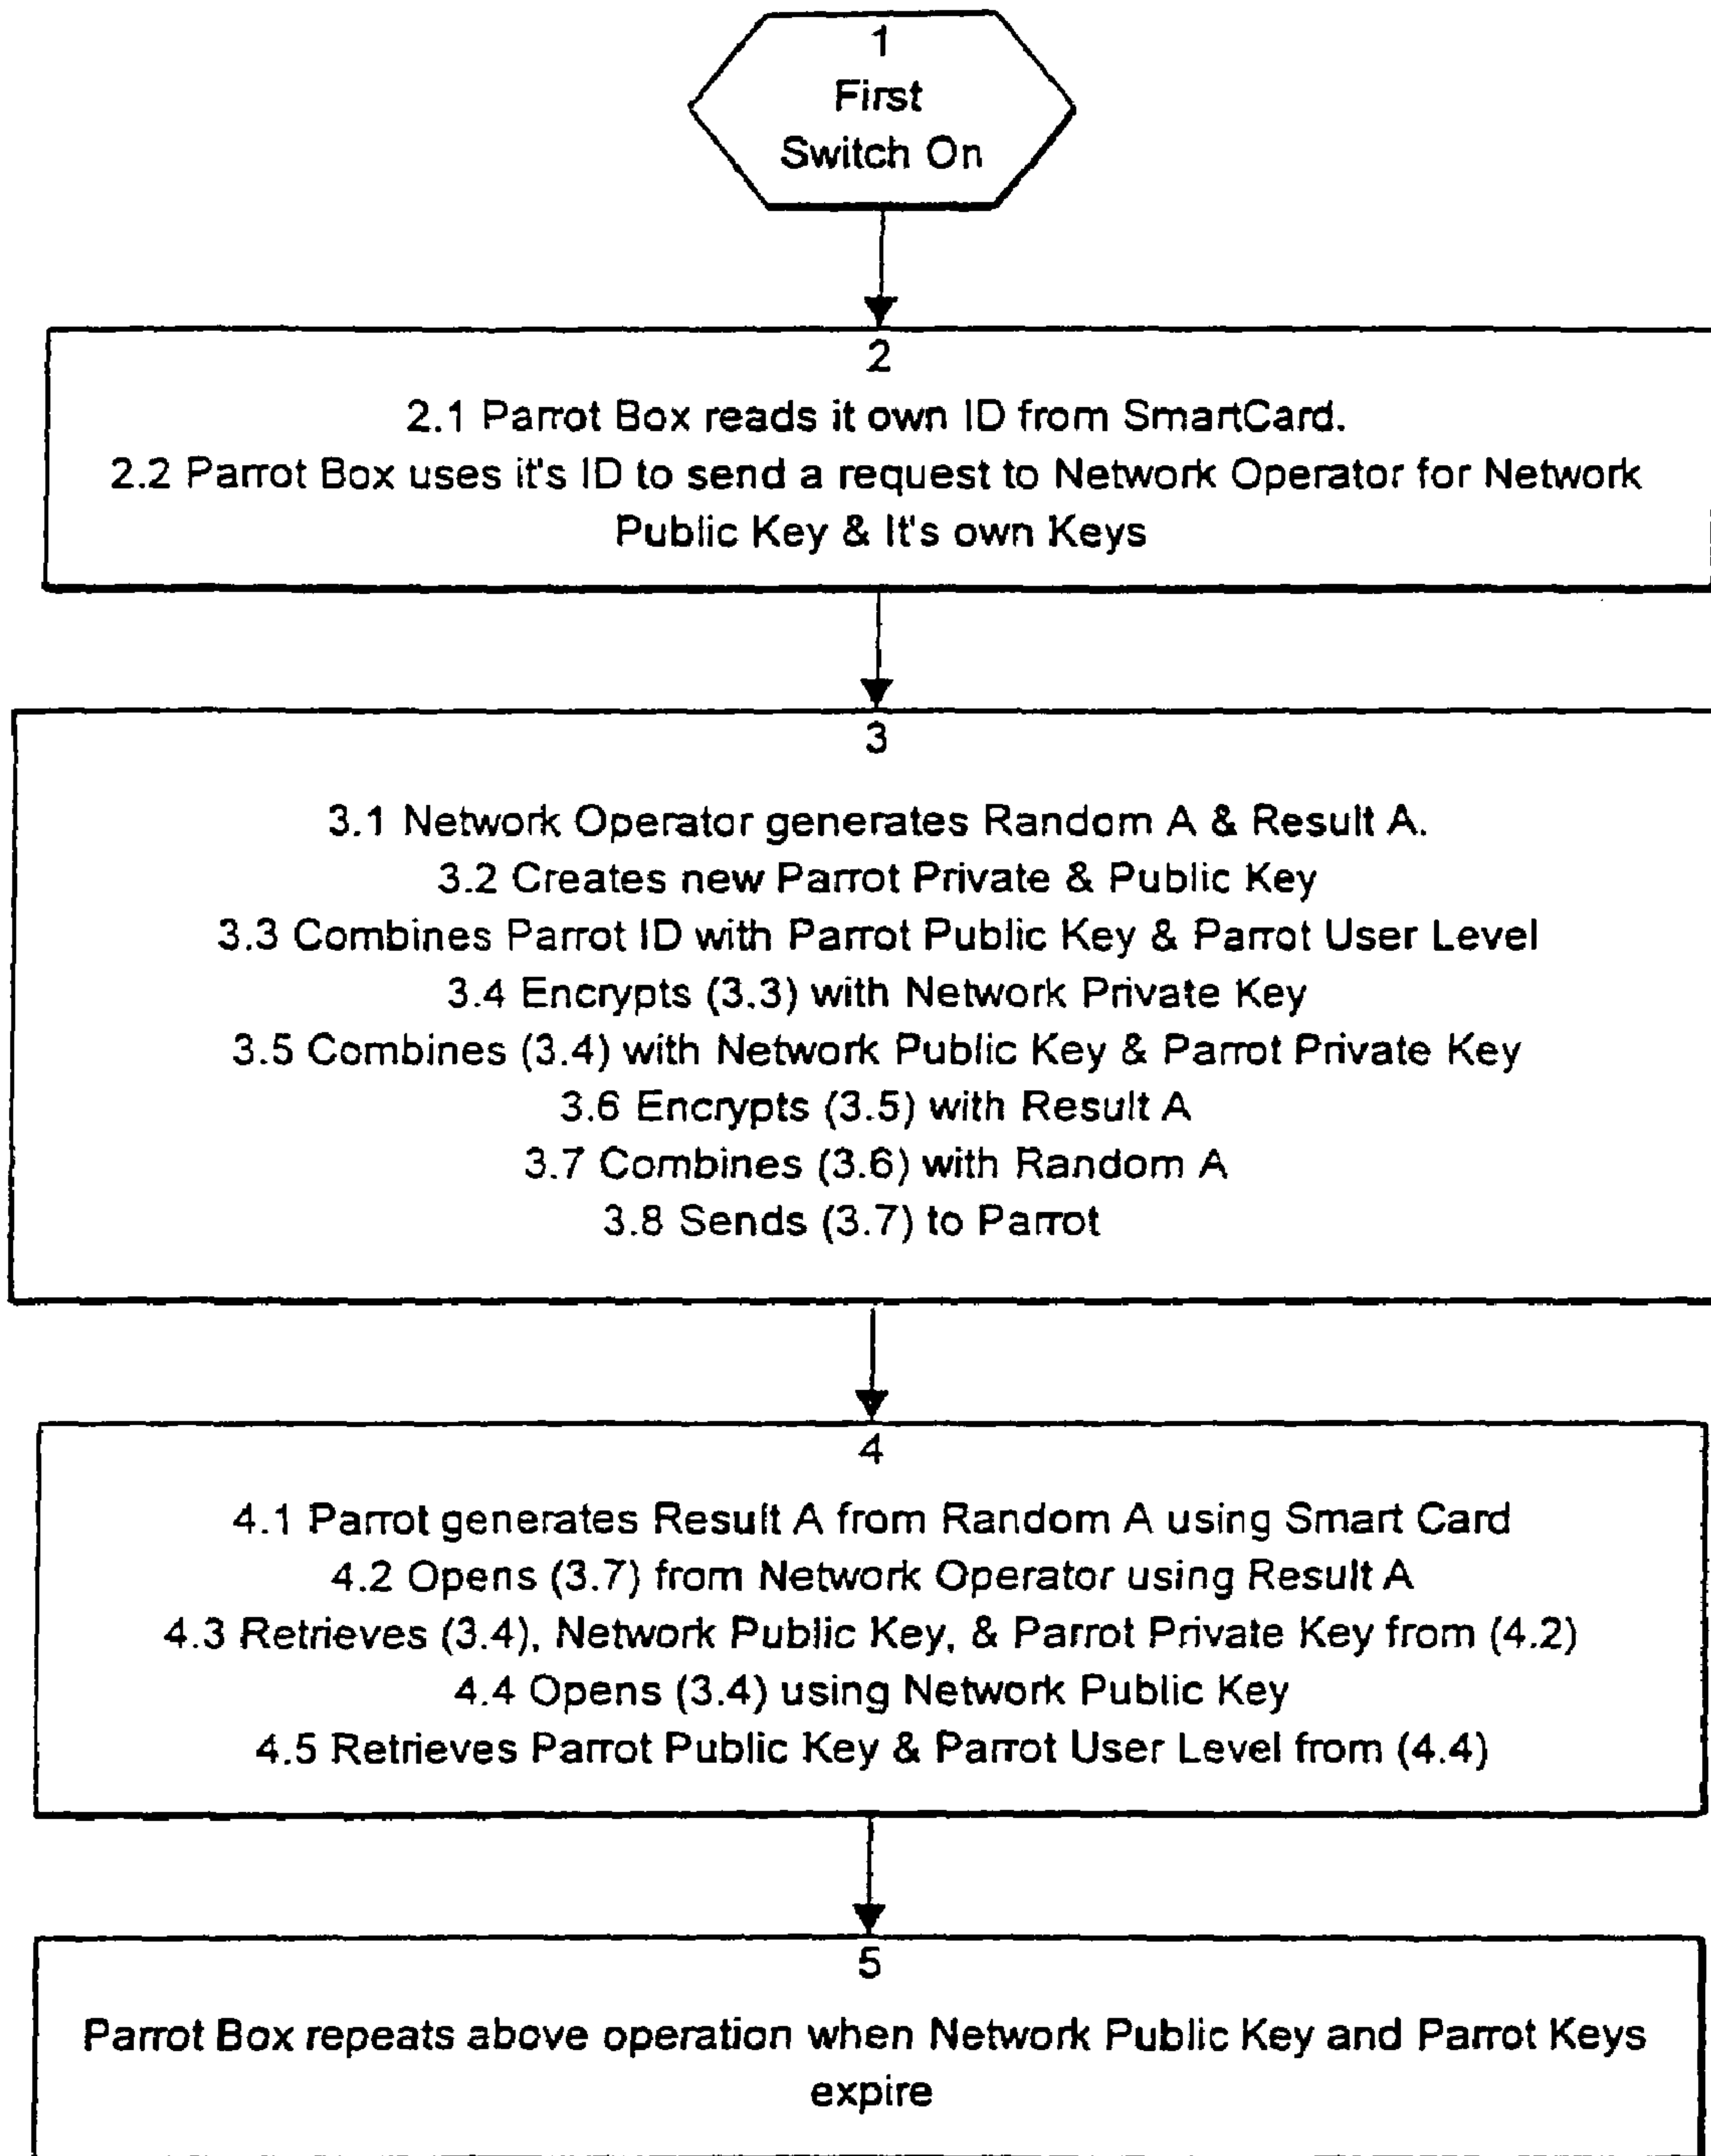 1
First
Switch On
2
2.1 Parrot Box reads it own ID from SmartCard.
2.2 Parrot Box uses it's ID to send a request to Network Operator for Network
Public Key & It's own Keys
3
3.1 Network Operator generates Random A & Result A.
3.2 Creates new Parrot Private & Public Key
3.3 Combines Parrot ID with Parrot Public Key & Parrot User Level
3.4 Encrypts (3.3) with Network Private Key
3.5 Combines (3.4) with Network Public Key & Parrot Private Key
3.6 Encrypts (3.5) with Result A
3.7 Combines (3.6) with Random A
3.8 Sends (3.7) to Parrot
4
4.1 Parrot generates Result A from Random A using Smart Card
4.2 Opens (3.7) from Network Operator using Result A
4.3 Retrieves (3.4), Network Public Key, & Parrot Private Key from (4.2)
4.4 Opens (3.4) using Network Public Key
4.5 Retrieves Parrot Public Key & Parrot User Level from (4.4)
5
Parrot Box repeats above operation when Network Public Key and Parrot Keys
expire